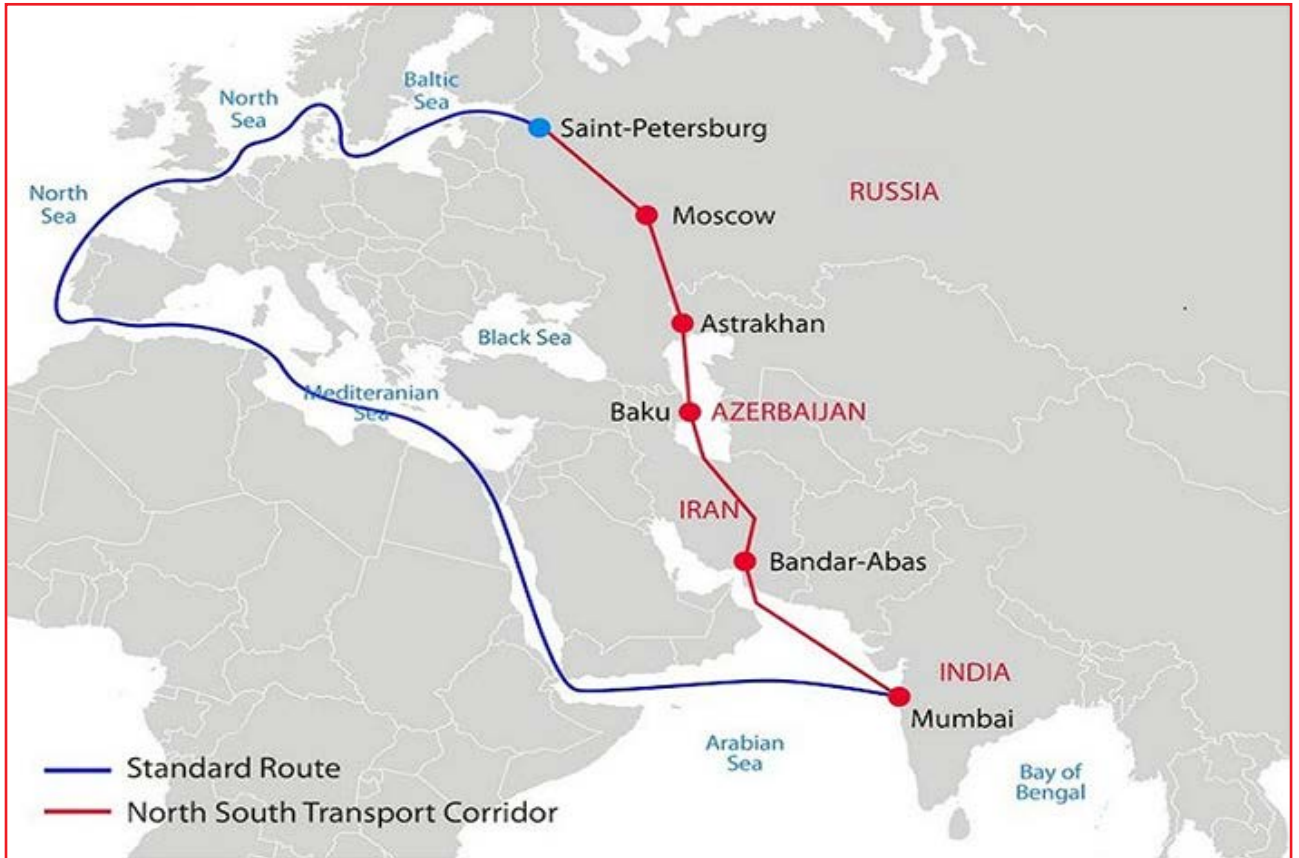 Baltic
Sea
North
Sea
Saint-Petersburg
North
Sea
RUSSIA
Moscow
Astrakhan
Black Sea
Mediteranian
Sea
Baku
AZERBAIJAN
IRAN
Bandar-Abas
INDIA
Mumbai
Arabian
Sea
Bay of
Bengal
Standard Route
North South Transport Corridor